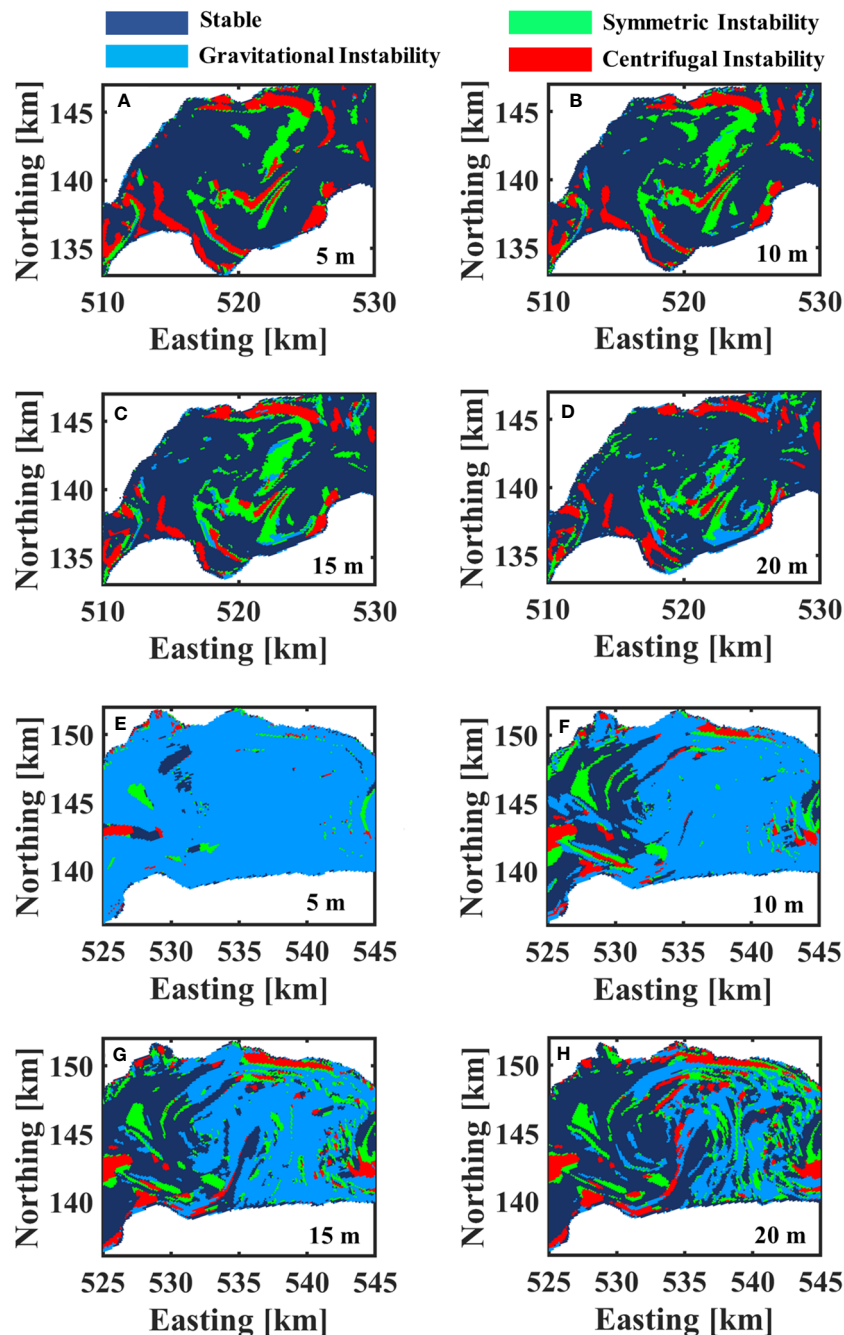 Stable
Symmetric Instability
Gravitational Instability
Centrifugal Instability
A
145
140
135
Northing [km]
5 m
510 520 530
Easting [km]
B
145
140
135
Northing [km]
10 m
510 520 530
Easting [km]
C
145
140
135
Northing [km]
15 m
510 520 530
Easting [km]
D
145
140
135
Northing [km]
20 m
510 520 530
Easting [km]
E
150
145
140
Northing [km]
5 m
525 530 535 540 545
Easting [km]
F
150
145
140
Northing [km]
10 m
525 530 535 540 545
Easting [km]
G
150
145
140
Northing [km]
15 m
525 530 535 540 545
Easting [km]
H
150
145
140
Northing [km]
20 m
525 530 535 540 545
Easting [km]